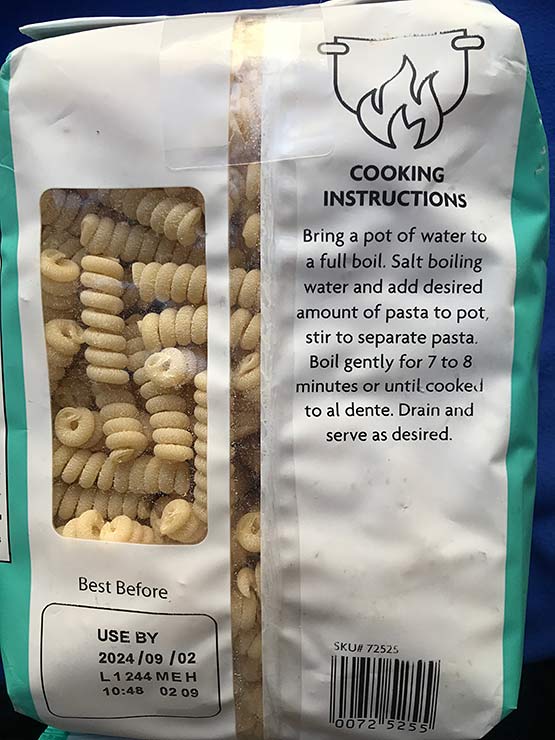 COOKING
INSTRUCTIONS
Bring a pot of water to
a full boil. Salt boiling
water and add desired
amount of pasta to pot,
stir to separate pasta.
Boil gently for 7 to 8
minutes or until cooked
to al dente. Drain and
serve as desired.
Best Before
USE BY
2024/09/02
L1244MEH
10:48 0209
SKU# 72525
0072 5255